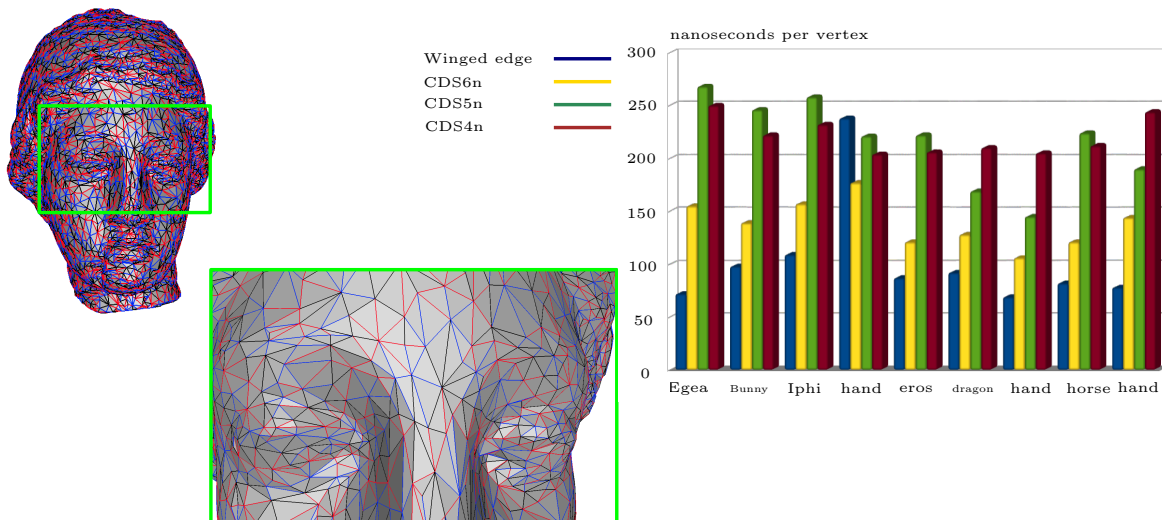 nanoseconds per vertex
Winged edge
CDS6n
CDS5n
CDS4n
300
250
200
150
100
50
0
Egea Bunny Iphi hand eros dragon hand horse hand